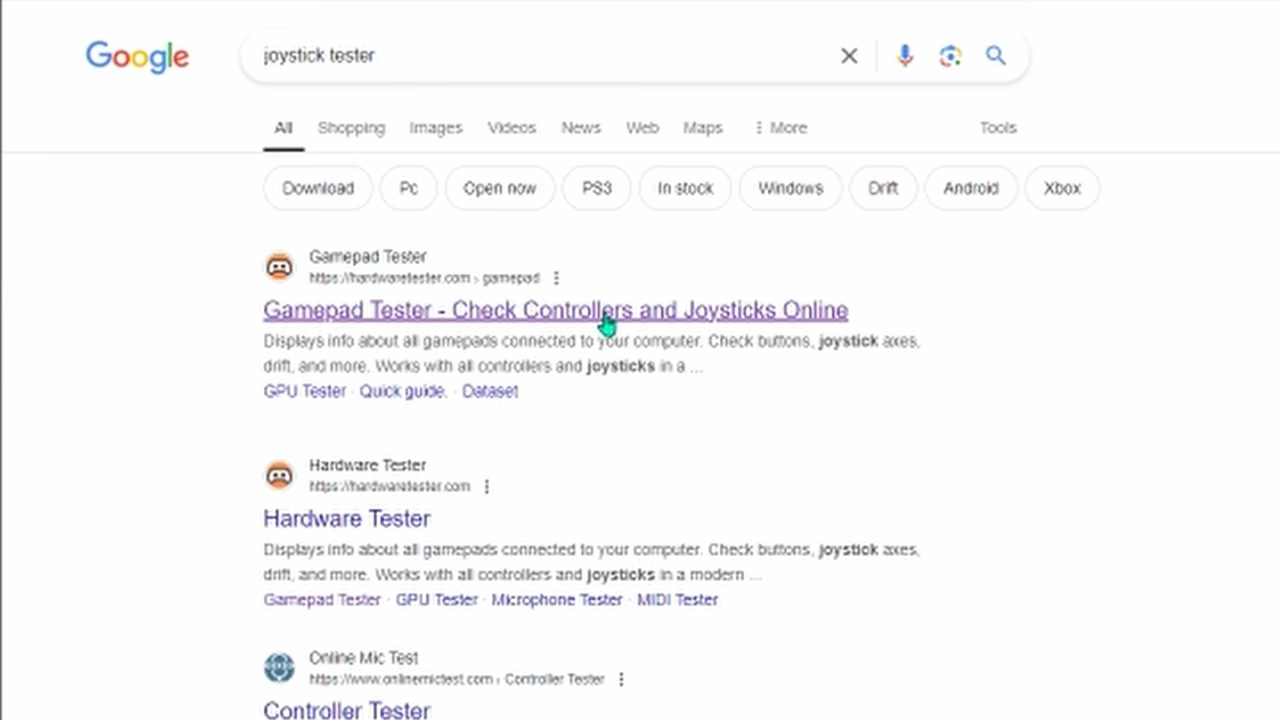 Google
joystick tester
All Shopping Images Videos News Web Maps More Tools
Download Pc Open now PS3 In stock Windows Drift Android Xbox
Gamepad Tester
https://hardwaretester.com › gamepad
Gamepad Tester - Check Controllers and Joysticks Online
Displays info about all gamepads connected to your computer. Check buttons, joystick axes,
drift, and more. Works with all controllers and joysticks in a ...
GPU Tester · Quick guide. · Dataset
Hardware Tester
https://hardwaretester.com
Hardware Tester
Displays info about all gamepads connected to your computer. Check buttons, joystick axes,
drift, and more. Works with all controllers and joysticks in a modern ...
Gamepad Tester · GPU Tester · Microphone Tester · MIDI Tester
Online Mic Test
https://www.onlinemictest.com › Controller Tester
Controller Tester